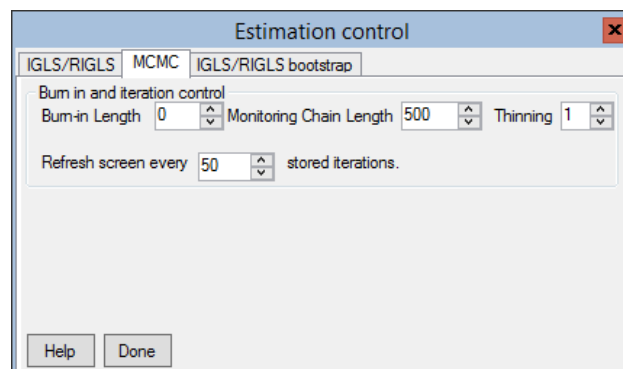 Estimation control
IGLS/RIGLS MCMC IGLS/RIGLS bootstrap
Burn in and iteration control
Burn-in Length 0 Monitoring Chain Length 500 Thinning 1
Refresh screen every 50 stored iterations.
Help Done